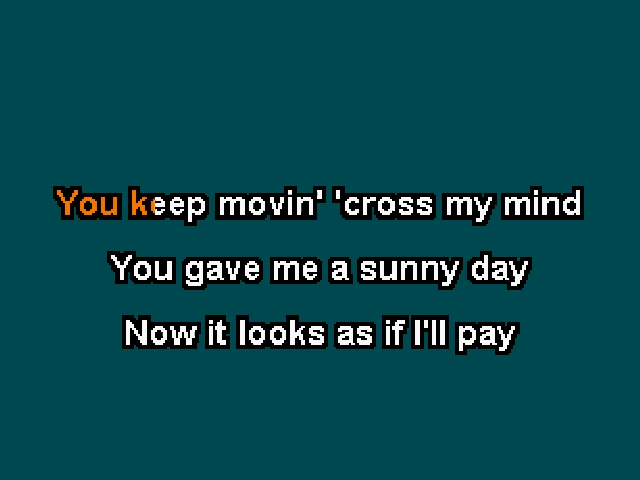 You keep movin' 'cross my mind
You gave me a sunny day
Now it looks as if I'll pay